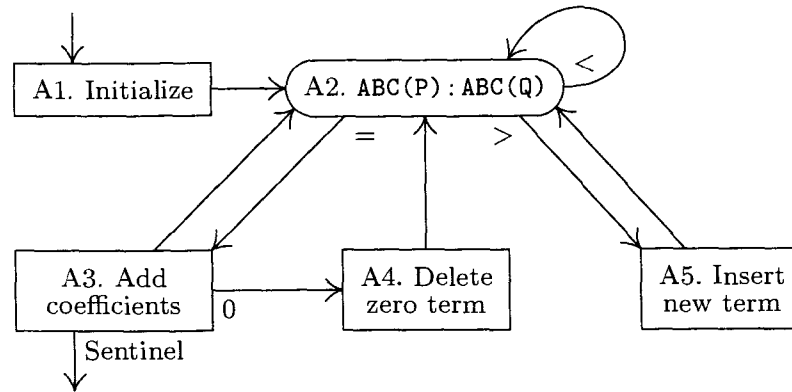 <
A1. Initialize
A2. ABC(P) : ABC(Q)
=
>
A3. Add
coefficients
0
A4. Delete
zero term
A5. Insert
new term
Sentinel